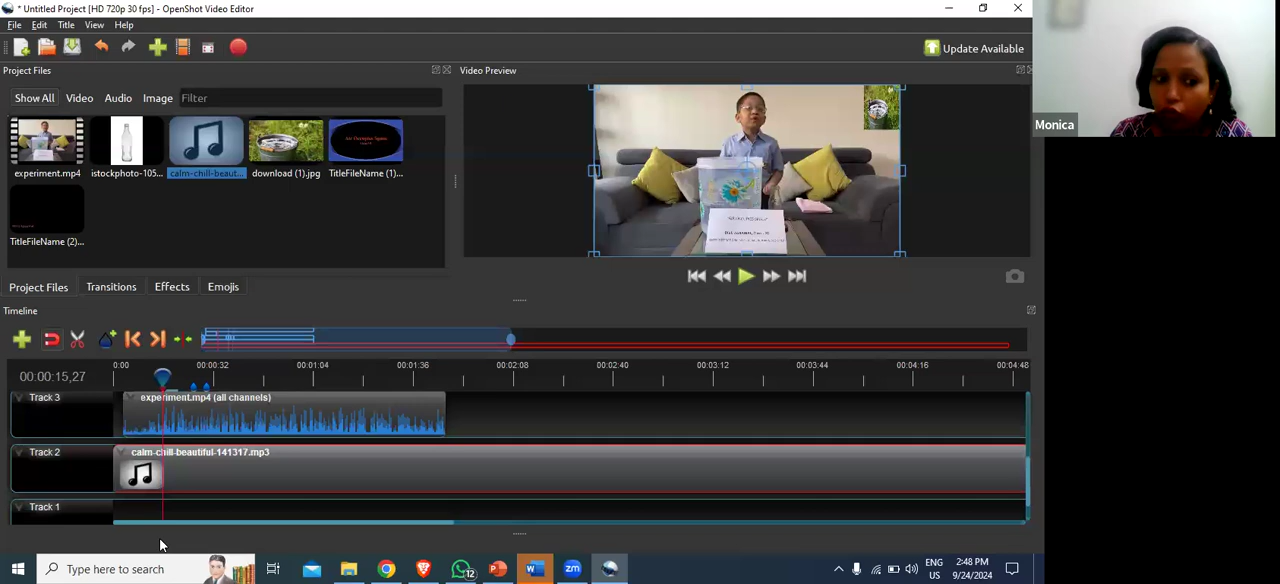 * Untitled Project [HD 720p 30 fps] - OpenShot Video Editor
File Edit Title View Help
Update Available
Project Files
Video Preview
Show All Video Audio Image Filter
experiment.mp4 istockphoto-105... calm-chill-beaut... download (1).jpg TitleFileName (1)...
TitleFileName (2)...
Monica
Project Files Transitions Effects Emojis
Timeline
00:00:15,27
0:00 00:00:32 00:01:04 00:01:36 00:02:08 00:02:40 00:03:12 00:03:44 00:04:16 00:04:48
Track 3 experiment.mp4 (all channels)
Track 2 calm-chill-beautiful-141317.mp3
Track 1
Type here to search
12
W
zm
ENG
US
2:48 PM
9/24/2024